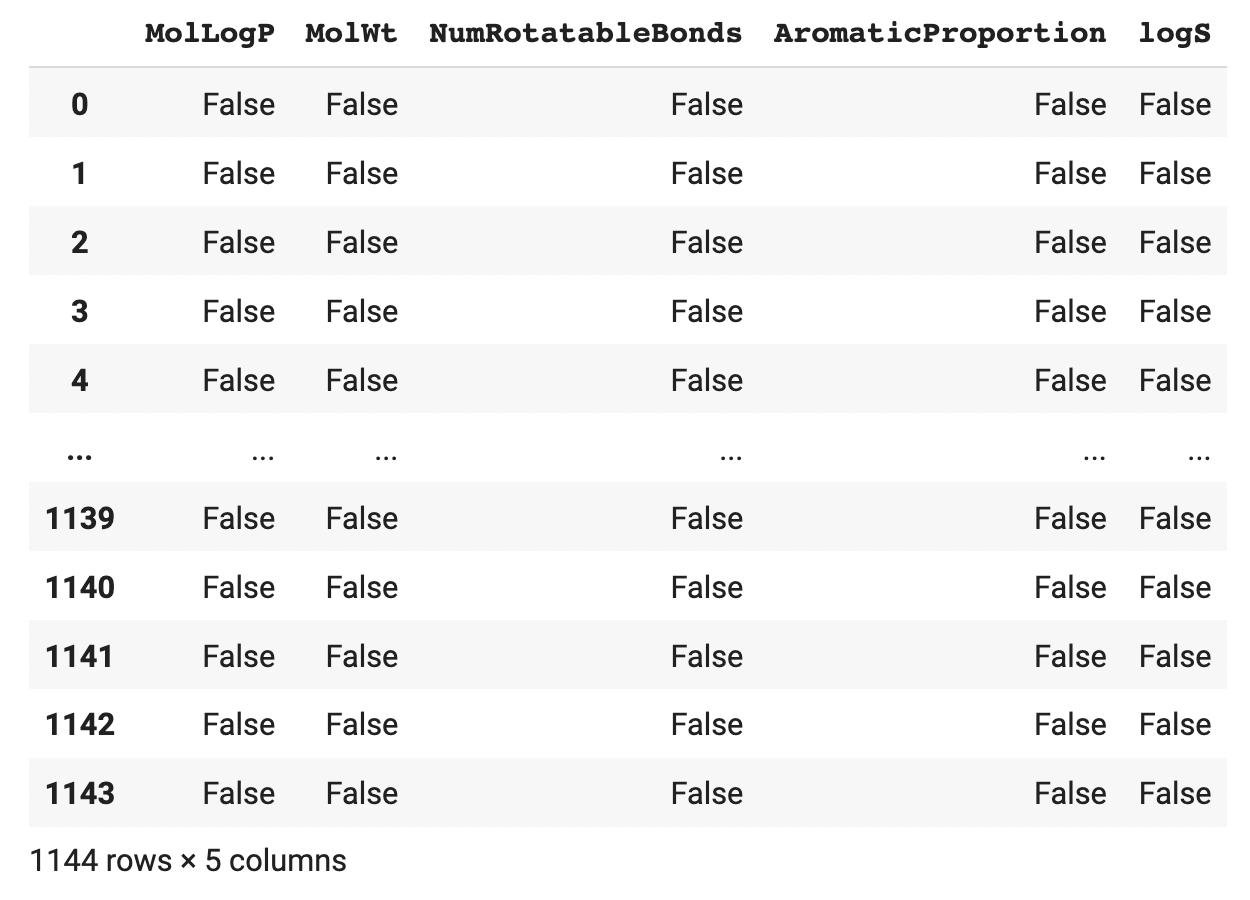 MolLogP MolWt NumRotatableBonds AromaticProportion logS
0 False False False False False
1 False False False False False
2 False False False False False
3 False False False False False
4 False False False False False
... ... ... ... ... ...
1139 False False False False False
1140 False False False False False
1141 False False False False False
1142 False False False False False
1143 False False False False False
1144 rows × 5 columns